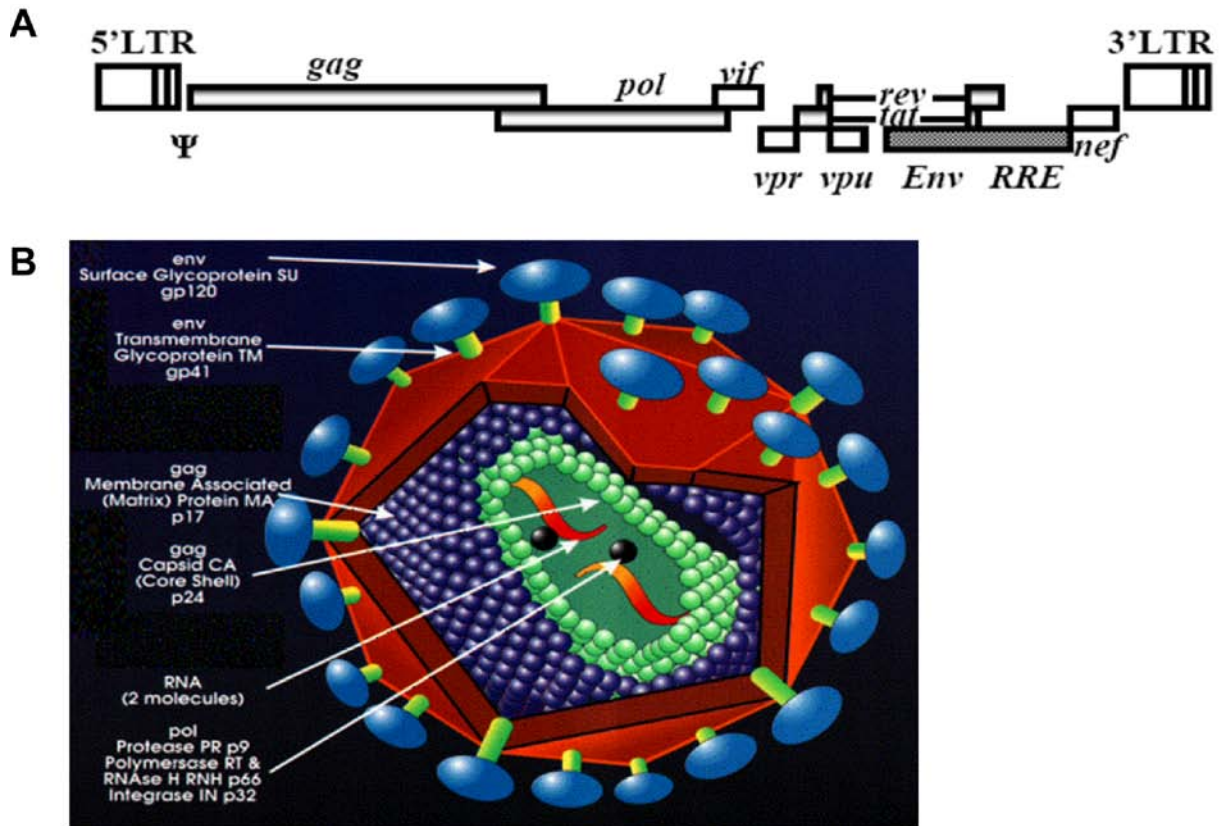 A
5'LTR
3'LTR
gag
pol
vif
rev
tat
Ψ
vpr
vpu
Env
RRE
nef
B
env
Surface Glycoprotein SU
gp120
env
Transmembrane
Glycoprotein TM
gp41
gag
Membrane Associated
(Matrix) Protein MA
p17
gag
Capsid CA
(Core Shell)
p24
RNA
(2 molecules)
pol
Protease PR p9
Polymersase RT &
RNAse H RNH p66
Integrase IN p32